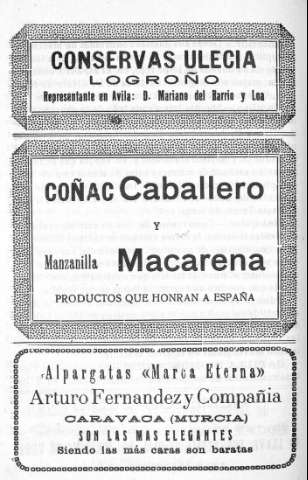 CONSERVAS ULECIA
LOGROÑO
Representante en Avila: D. Mariano del Barrio y Loa
COÑAC Caballero
Y
Manzanilla Macarena
PRODUCTOS QUE HONRAN A ESPAÑA
Alpargatas «Marca Eterna»
Arturo Fernandez y Compañia
CARAVACA (MURCIA)
SON LAS MAS ELEGANTES
Siendo las más caras son baratas